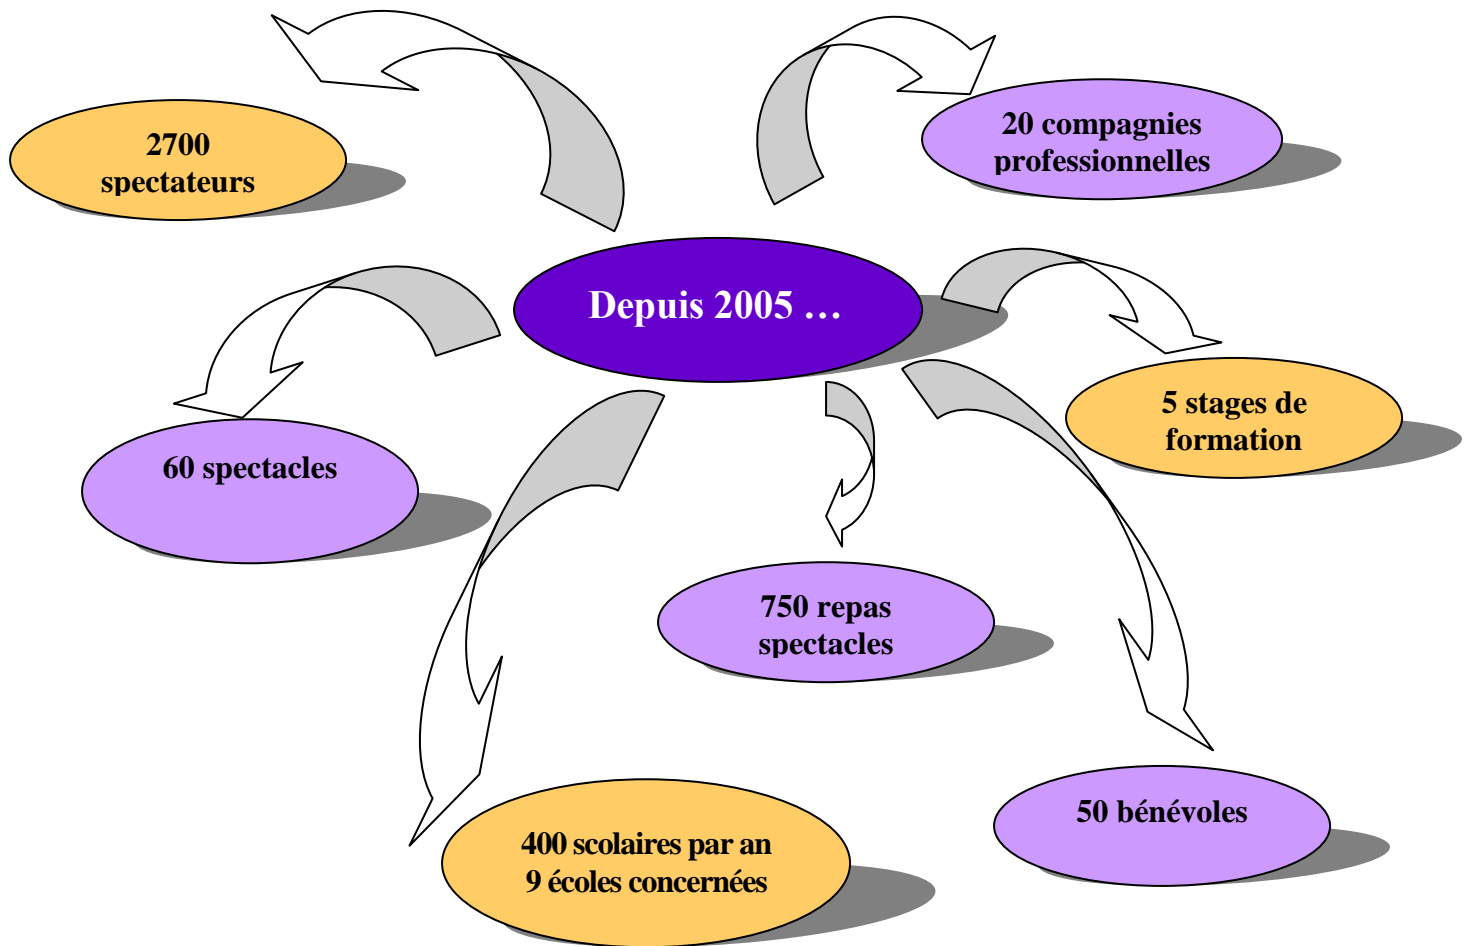 2700
spectateurs
20 compagnies
professionnelles
Depuis 2005 …
5 stages de
formation
60 spectacles
750 repas
spectacles
50 bénévoles
400 scolaires par an
9 écoles concernées